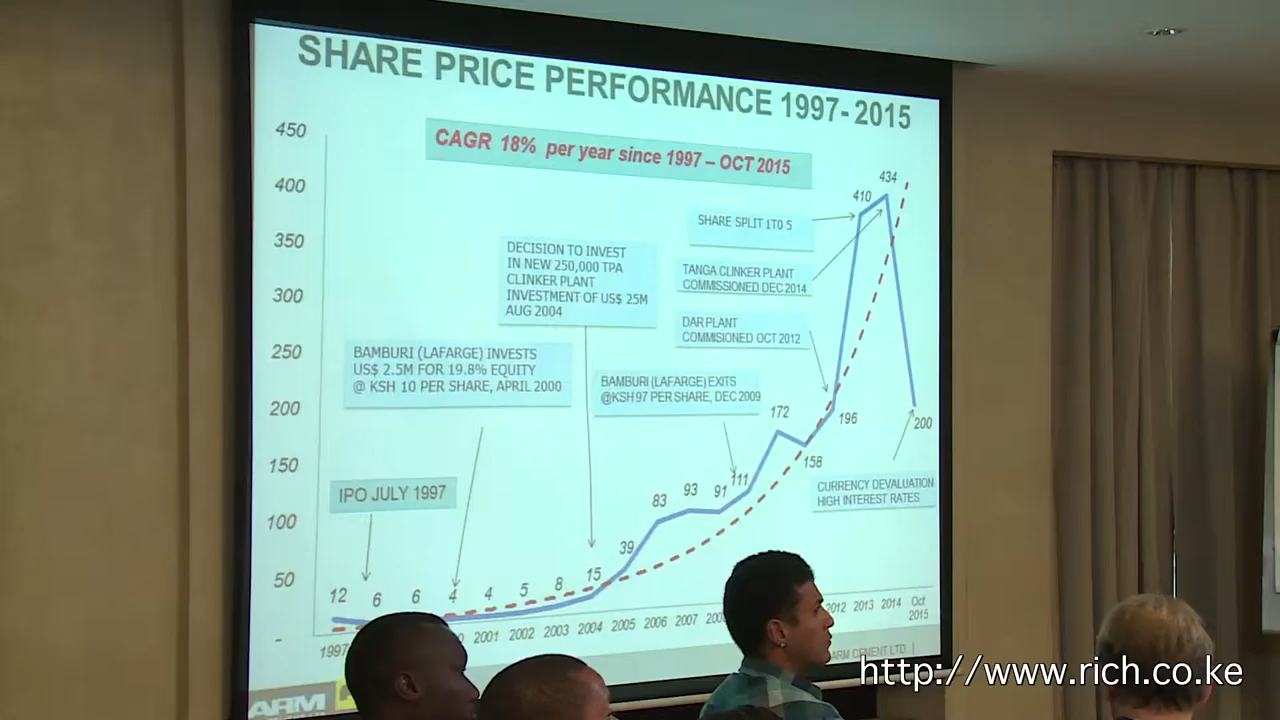 SHARE PRICE PERFORMANCE 1997- 2015
CAGR 18% per year since 1997 – OCT 2015
450
400
350
300
250
200
150
100
50
-
SHARE SPLIT 1T0 5
TANGA CLINKER PLANT
COMMISSIONED DEC 2014
DAR PLANT
COMMISIONED OCT 2012
DECISION TO INVEST
IN NEW 250,000 TPA
CLINKER PLANT
INVESTMENT OF US$ 25M
AUG 2004
BAMBURI (LAFARGE) INVESTS
US$ 2.5M FOR 19.8% EQUITY
@ KSH 10 PER SHARE, APRIL 2000
BAMBURI (LAFARGE) EXITS
@KSH 97 PER SHARE, DEC 2009
IPO JULY 1997
CURRENCY DEVALUATION
HIGH INTEREST RATES
12 6 6 4 4 5 8 15 39 83 93 91 111 172 158 196 410 434 200
1997 2001 2002 2003 2004 2005 2006 2007 2012 2013 2014 Oct
2015
ARM CEMENT LTD. |
ARM
http://www.rich.co.ke